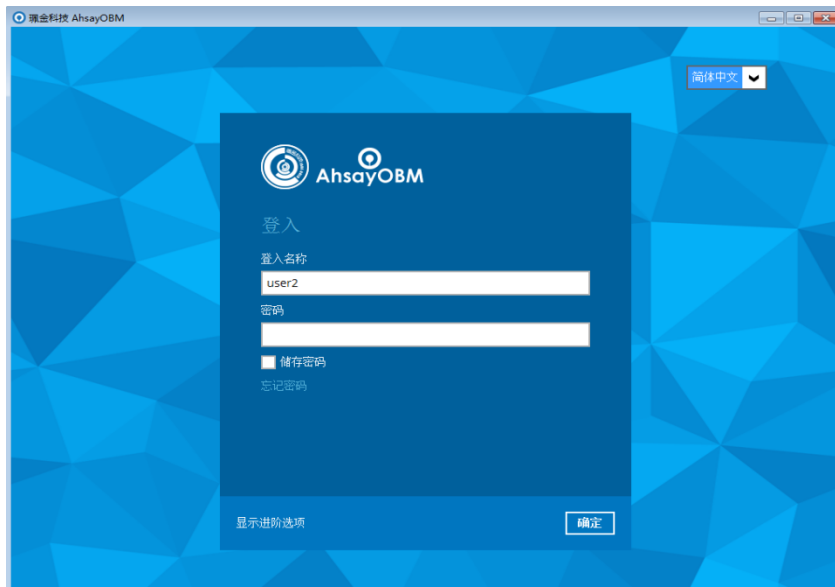 珮金科技 AhsayOBM
简体中文
AhsayOBM
登入
登入名称
user2
密码
储存密码
忘记密码
显示进阶选项
确定